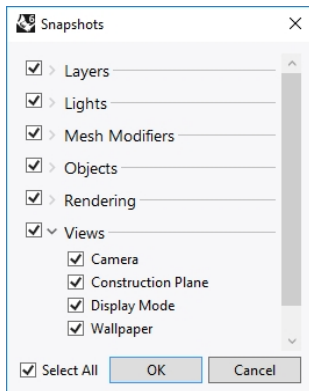 Snapshots
Layers
Lights
Mesh Modifiers
Objects
Rendering
Views
Camera
Construction Plane
Display Mode
Wallpaper
Select All OK Cancel